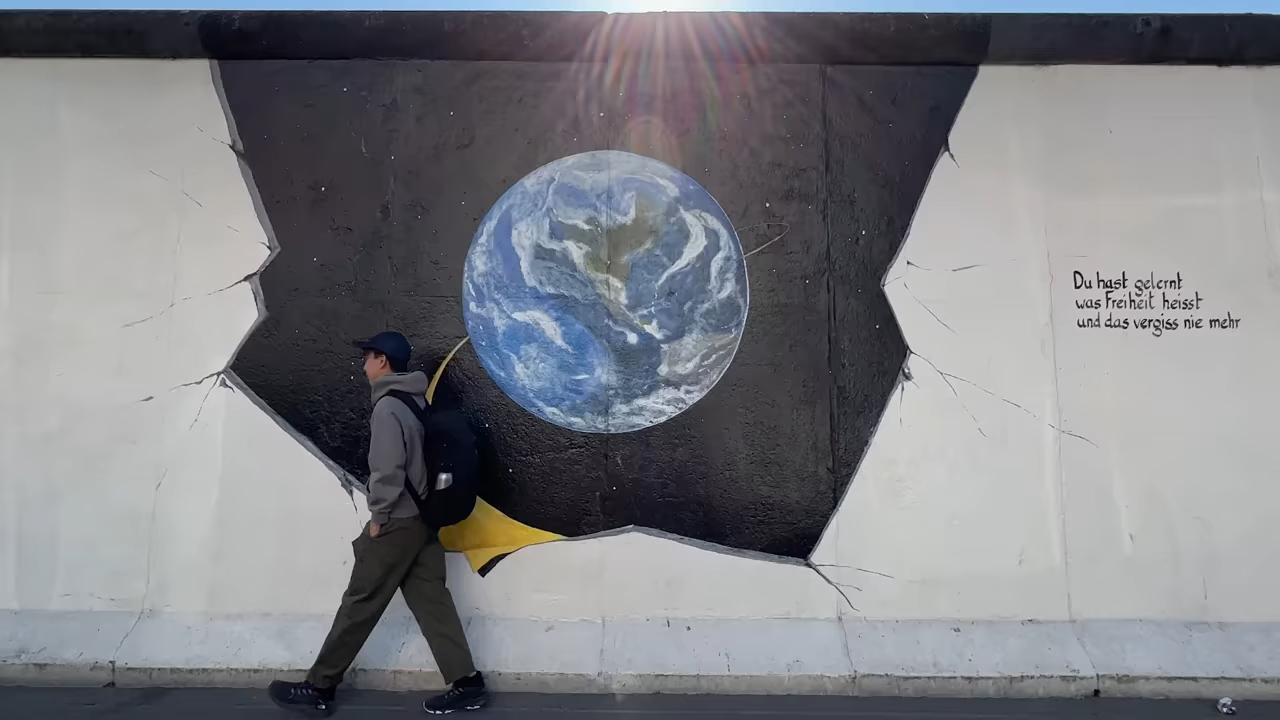 Du hast gelernt
was Freiheit heisst
und das vergiss nie mehr